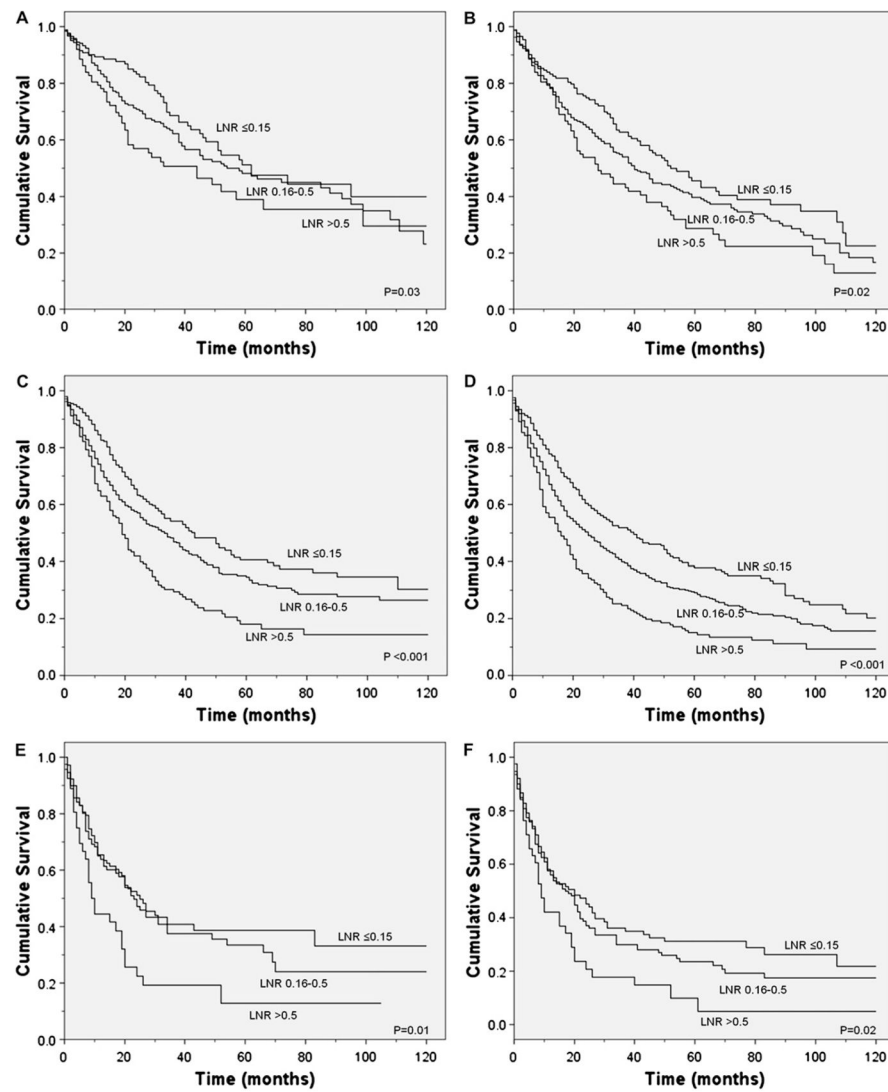 A
Cumulative Survival
1.0
0.8
0.6
0.4
0.2
0.0
LNR ≤0.15
LNR 0.16-0.5
LNR >0.5
P=0.03
0 20 40 60 80 100 120
Time (months)
B
Cumulative Survival
1.0
0.8
0.6
0.4
0.2
0.0
LNR ≤0.15
LNR 0.16-0.5
LNR >0.5
P=0.02
0 20 40 60 80 100 120
Time (months)
C
Cumulative Survival
1.0
0.8
0.6
0.4
0.2
0.0
LNR ≤0.15
LNR 0.16-0.5
LNR >0.5
P <0.001
0 20 40 60 80 100 120
Time (months)
D
Cumulative Survival
1.0
0.8
0.6
0.4
0.2
0.0
LNR ≤0.15
LNR 0.16-0.5
LNR >0.5
P <0.001
0 20 40 60 80 100 120
Time (months)
E
Cumulative Survival
1.0
0.8
0.6
0.4
0.2
0.0
LNR ≤0.15
LNR 0.16-0.5
LNR >0.5
P=0.01
0 20 40 60 80 100 120
Time (months)
F
Cumulative Survival
1.0
0.8
0.6
0.4
0.2
0.0
LNR ≤0.15
LNR 0.16-0.5
LNR >0.5
P=0.02
0 20 40 60 80 100 120
Time (months)